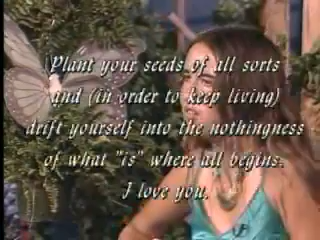 Plant your seeds of all sorts
and (in order to keep living)
drift yourself into the nothingness
of what "is" where all begins.
I love you.